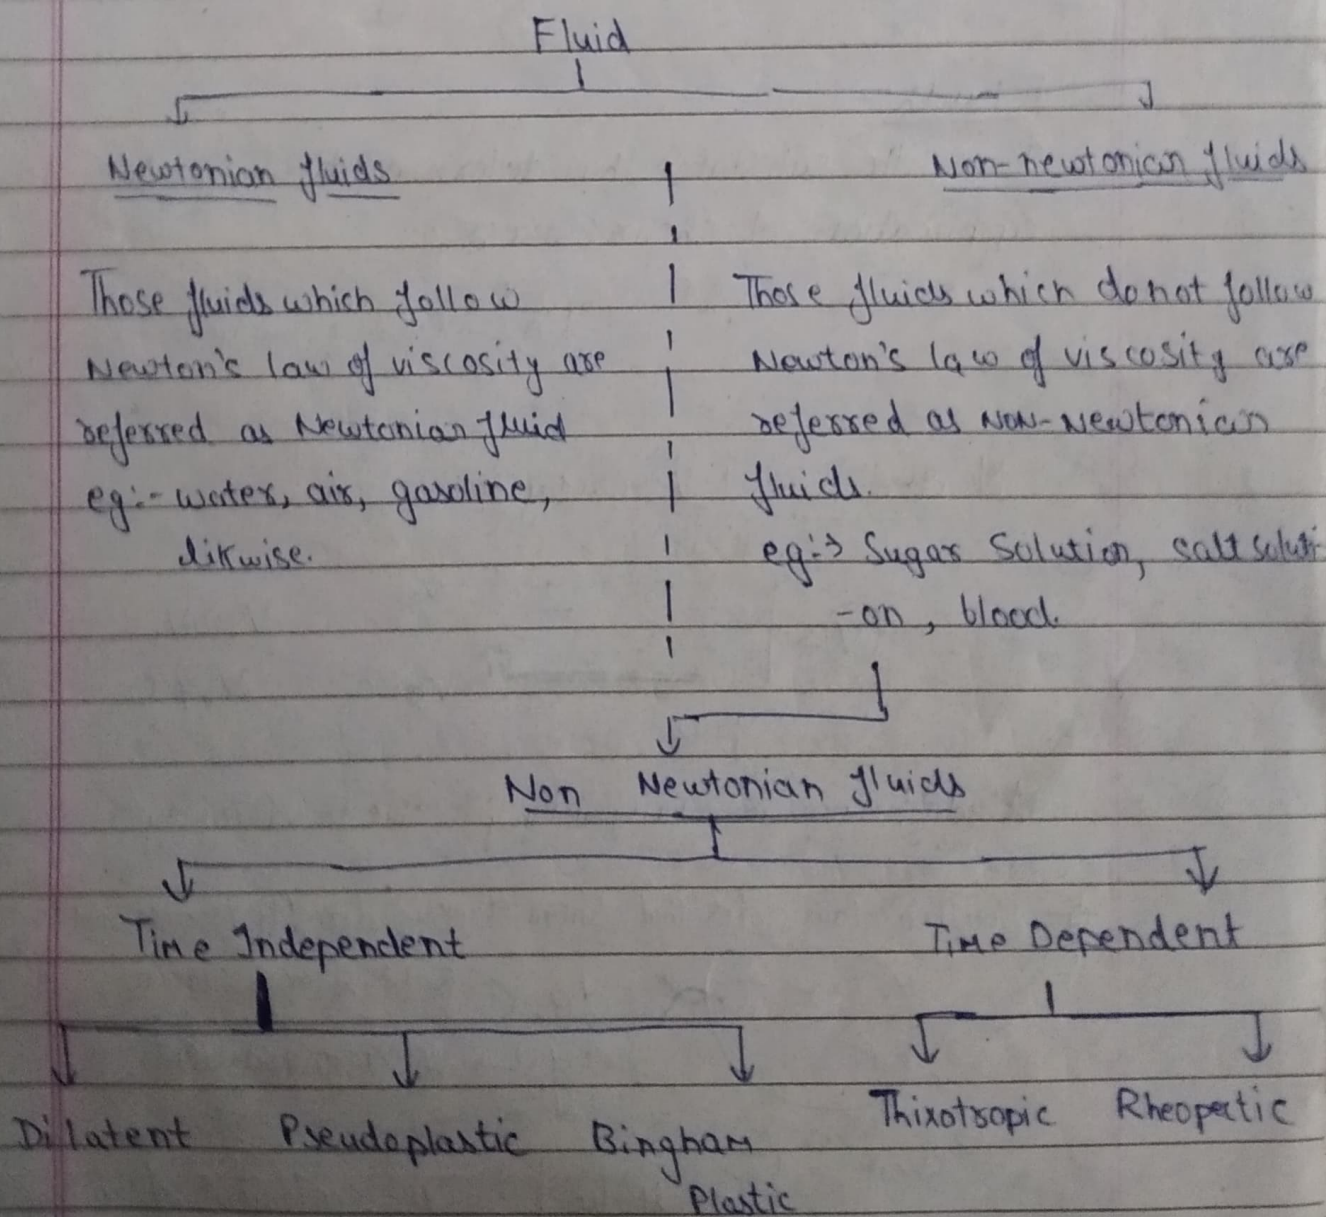 Fluid
Newtonian fluids
Non-newtonian fluids
Those fluids which follow
Newton's law of viscosity are
referred as Newtonian fluid
eg:- water, air, gasoline,
likwise.
Those fluids which do not follow
Newton's law of viscosity are
referred as Non-Newtonian
fluids.
eg:→ Sugar Solution, salt soluti
-on, blood.
Non Newtonian fluids
Time Independent
Time Dependent
Dillatent Pseudoplastic Bingham
Plastic
Thixotropic Rheopectic